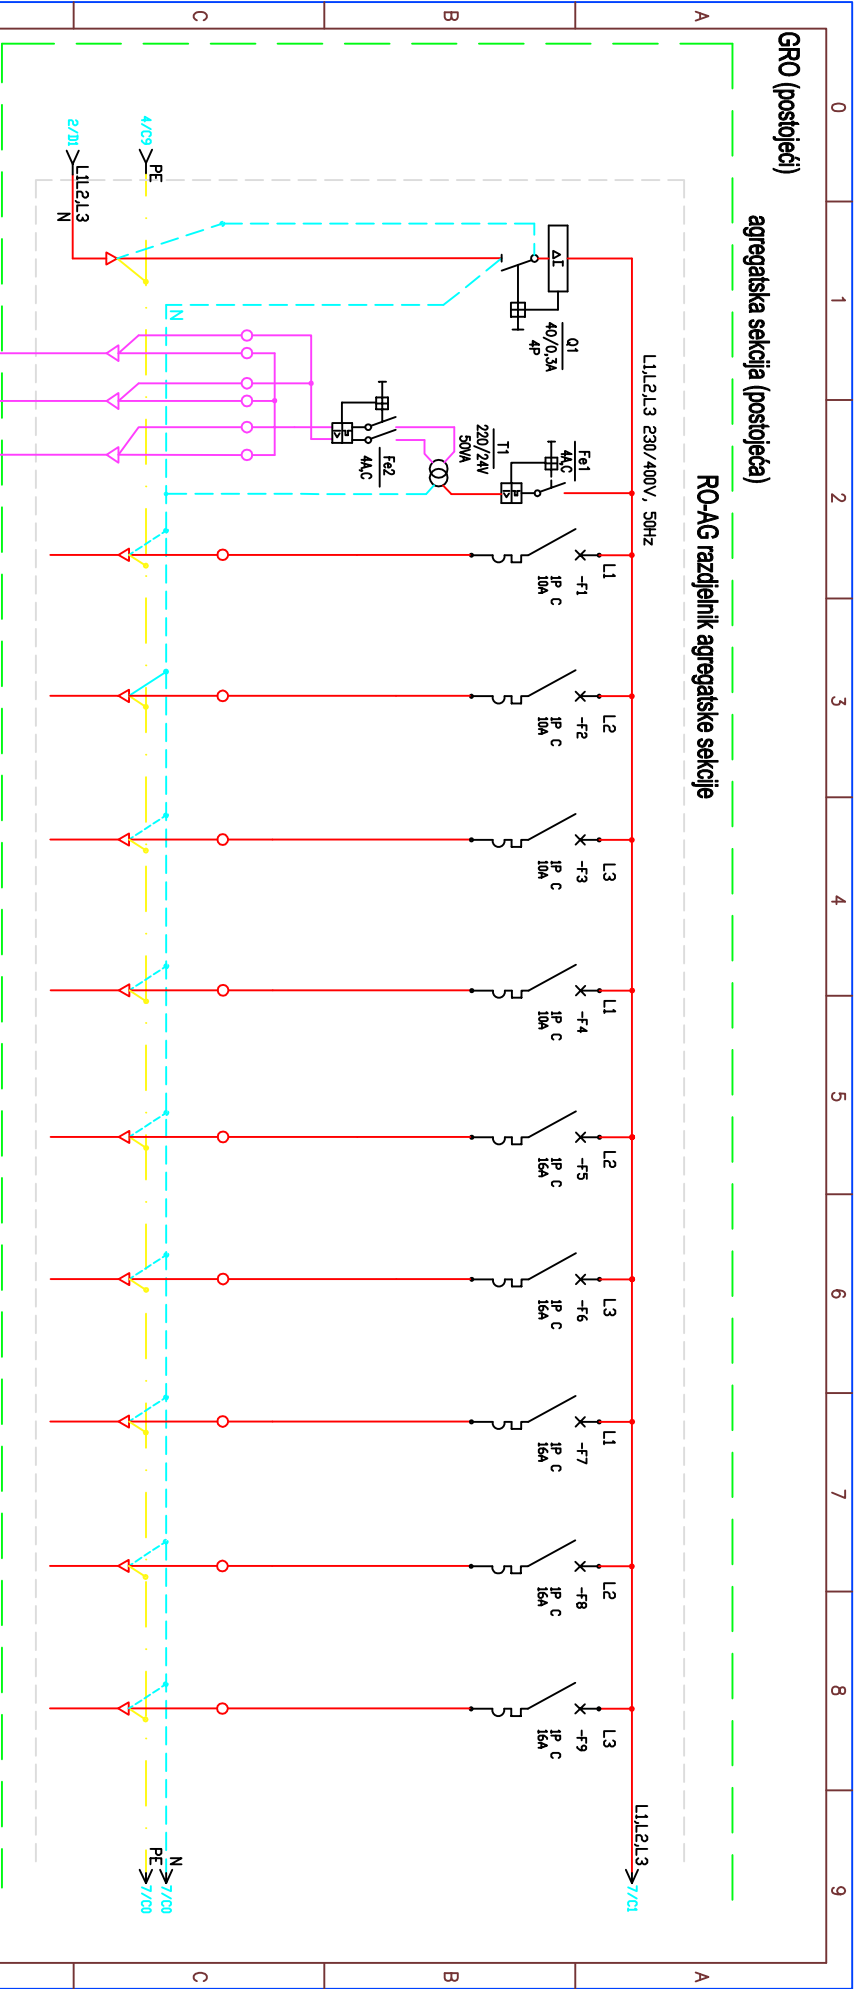 0
1
2
3
4
5
6
7
8
9
A
A
B
B
C
C
GRO (postojeći)
agregatska sekcija (postojeća)
RO-AG razdjelnik agregatske sekcije
L1,L2,L3 230/400V, 50Hz
Q1
40/0,3A
4P
ΔI
Fe1
4A,C
T1
220/24V
50VA
Fe2
4A,C
L1
-F1
1P C
10A
L2
-F2
1P C
10A
L3
-F3
1P C
10A
L1
-F4
1P C
10A
L2
-F5
1P C
16A
L3
-F6
1P C
16A
L1
-F7
1P C
16A
L2
-F8
1P C
16A
L3
-F9
1P C
16A
L1,L2,L3
7/C1
N
4/C9
PE
2/D1
L1L2,L3
N
N
7/C0
PE
7/C0